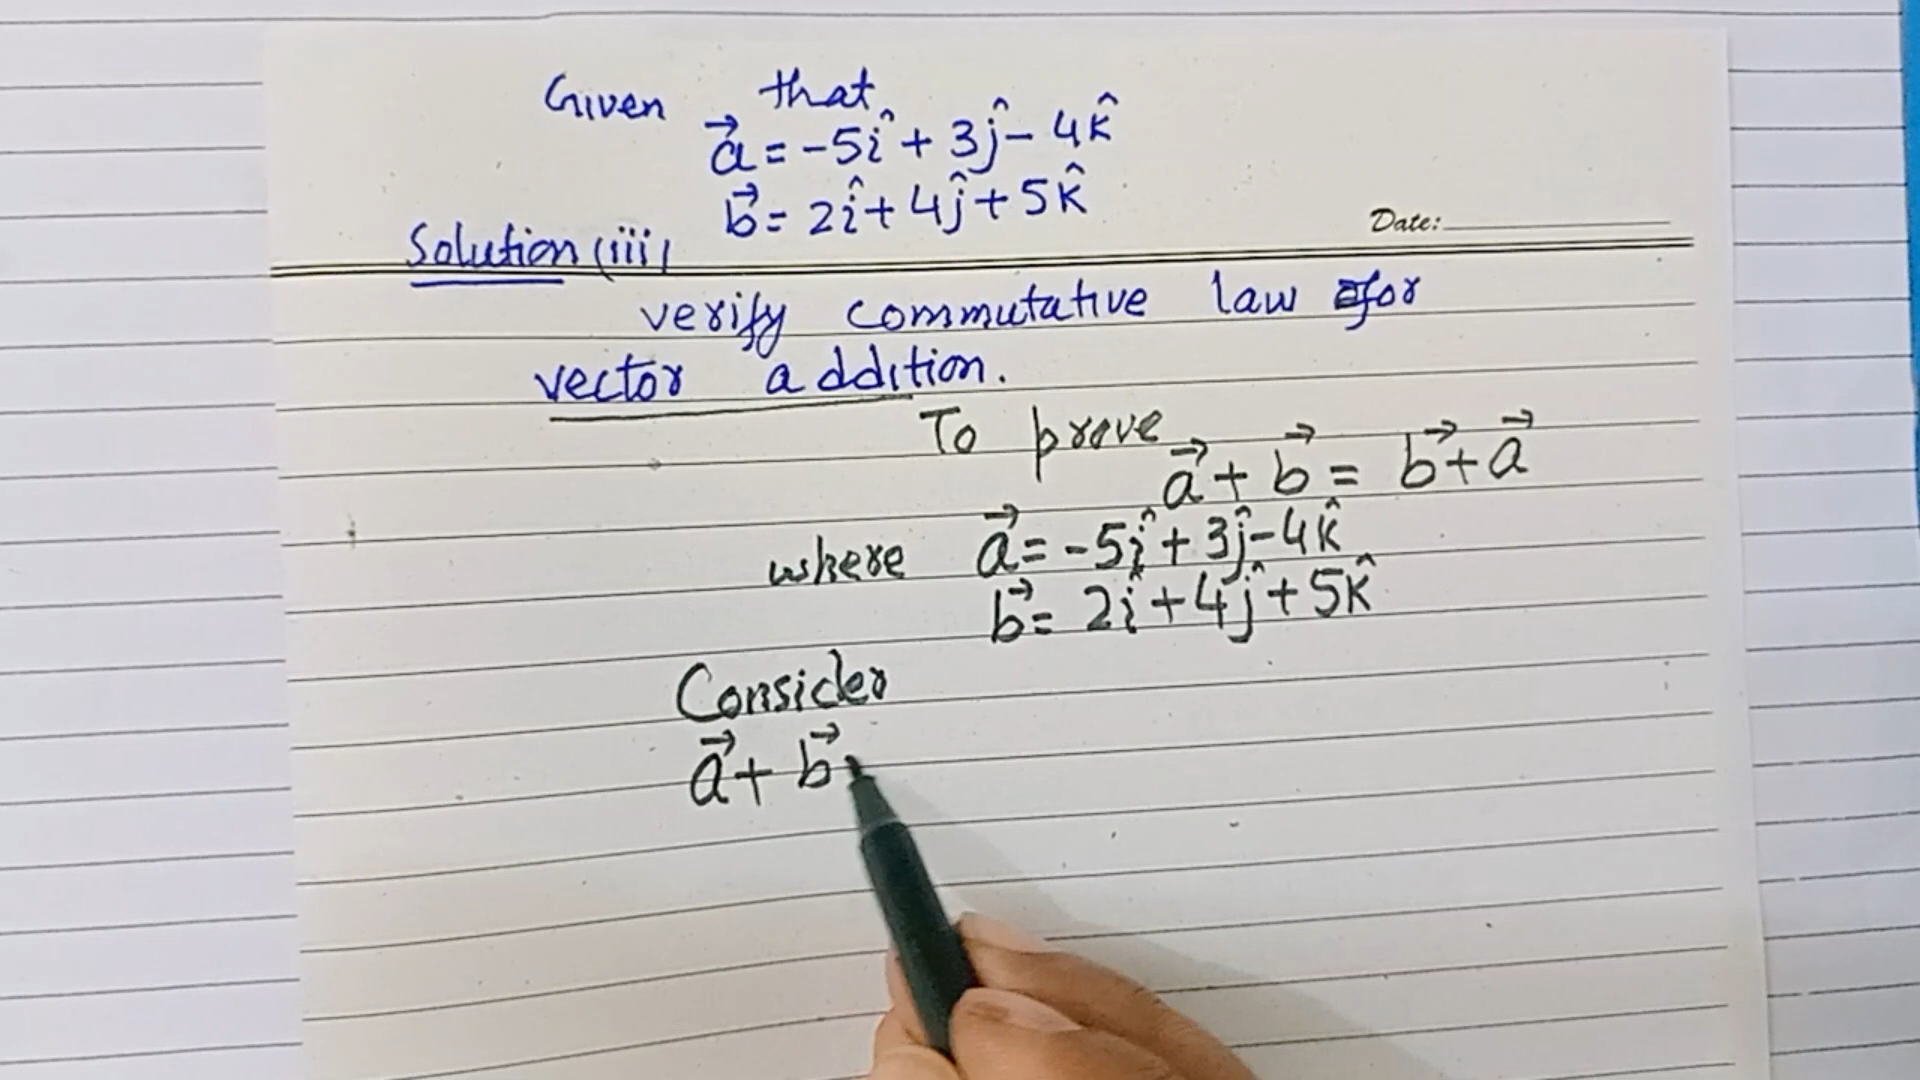 Given that
a⃗ = -5î + 3ĵ - 4k̂
b⃗ = 2î + 4ĵ + 5k̂
Solution (iii)
Date:
verify commutative law for
vector addition.
To prove
a⃗ + b⃗ = b⃗ + a⃗
where a⃗ = -5î + 3ĵ - 4k̂
b⃗ = 2î + 4ĵ + 5k̂
Consider
a⃗ + b⃗